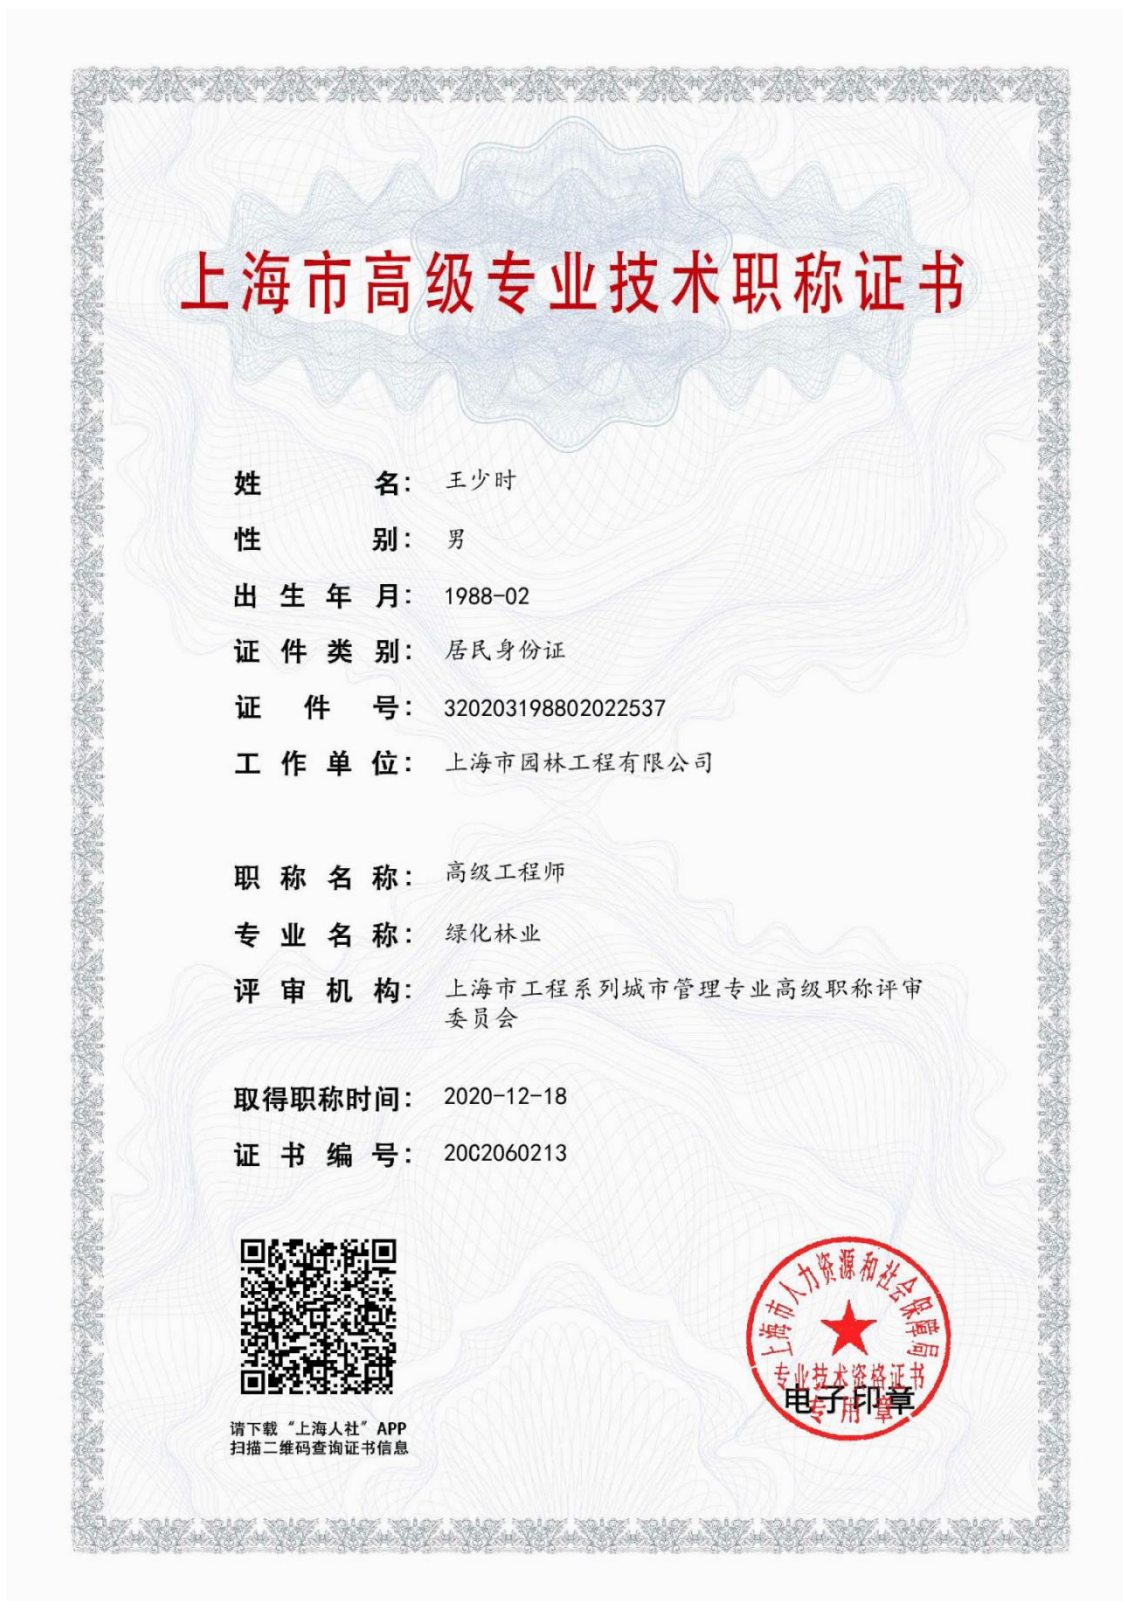 上海市高级专业技术职称证书
姓名： 王少时
性别： 男
出生年月： 1988-02
证件类别： 居民身份证
证件号： 320203198802022537
工作单位： 上海市园林工程有限公司
职称名称： 高级工程师
专业名称： 绿化林业
评审机构： 上海市工程系列城市管理专业高级职称评审
委员会
取得职称时间： 2020-12-18
证书编号： 20C2060213
请下载“上海人社”APP
扫描二维码查询证书信息
上海市人力资源和社会保障局
专业技术资格证书
电子印章
专用章